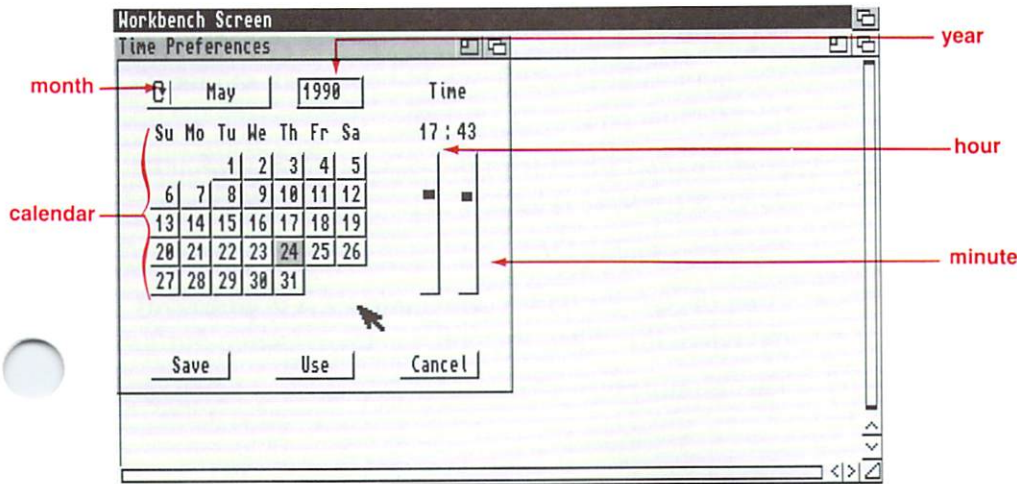 Workbench Screen
Time Preferences
year
month
May
1990
Time
Su Mo Tu We Th Fr Sa
17:43
1 2 3 4 5
hour
6 7 8 9 10 11 12
calendar
13 14 15 16 17 18 19
20 21 22 23 24 25 26
minute
27 28 29 30 31
Save
Use
Cancel